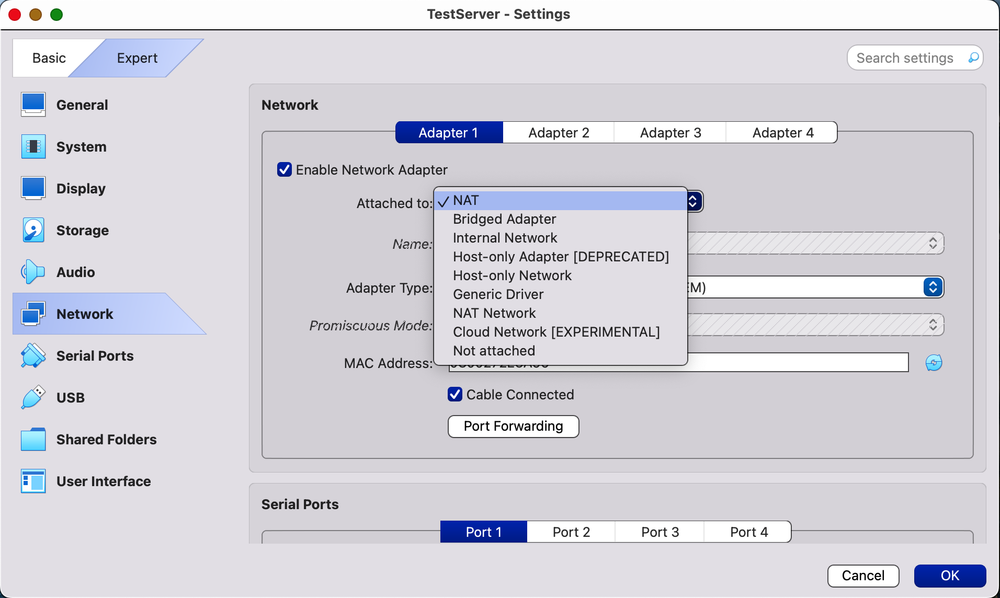 TestServer - Settings
Basic
Expert
Search settings
General
System
Display
Storage
Audio
Network
Serial Ports
USB
Shared Folders
User Interface
Network
Adapter 1
Adapter 2
Adapter 3
Adapter 4
Enable Network Adapter
Attached to:
NAT
Bridged Adapter
Internal Network
Host-only Adapter [DEPRECATED]
Host-only Network
Generic Driver
NAT Network
Cloud Network [EXPERIMENTAL]
Not attached
Name:
Adapter Type:
Promiscuous Mode:
MAC Address:
Cable Connected
Port Forwarding
Serial Ports
Port 1
Port 2
Port 3
Port 4
Cancel
OK